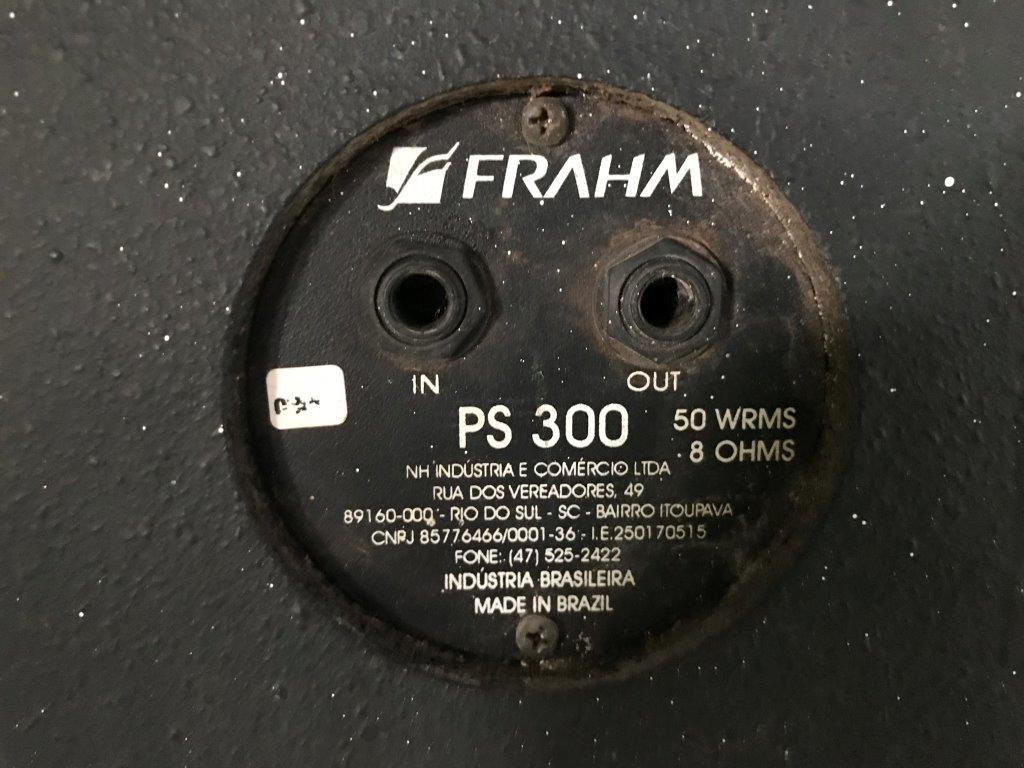 FRAHM
IN OUT
PS 300 50 WRMS
8 OHMS
NH INDÚSTRIA E COMÉRCIO LTDA
RUA DOS VEREADORES, 49
89160-000 - RIO DO SUL - SC - BAIRRO ITOUPAVA
CNPJ 85776466/0001-36 - I.E.250170515
FONE: (47) 525-2422
INDÚSTRIA BRASILEIRA
MADE IN BRAZIL